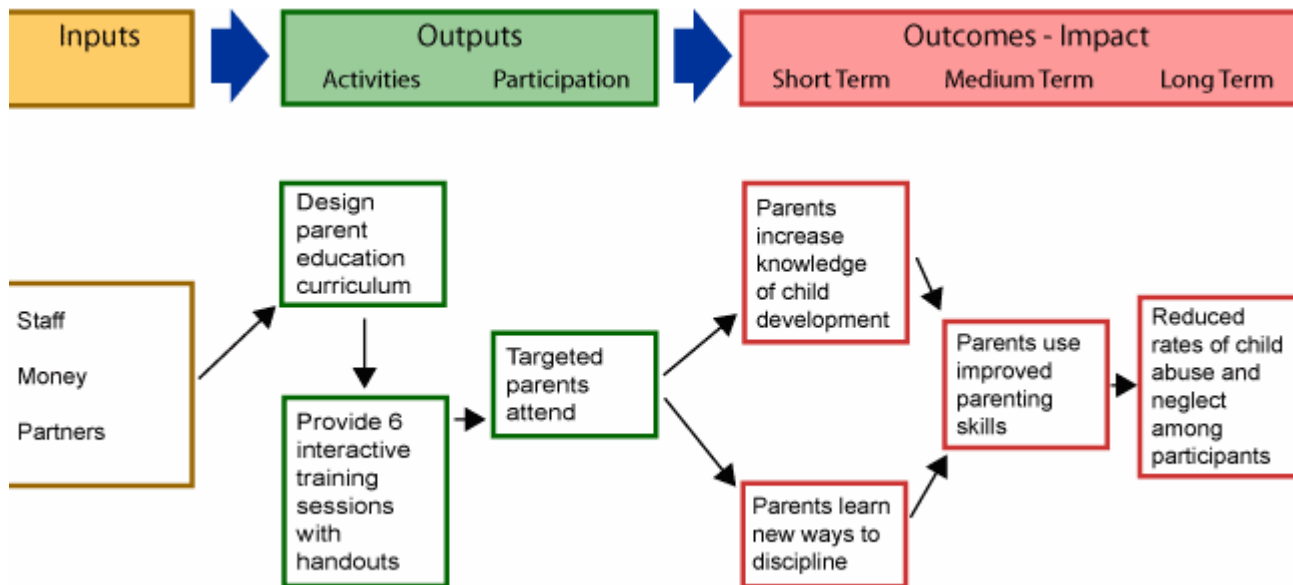 Inputs
Outputs
Activities
Participation
Outcomes - Impact
Short Term
Medium Term
Long Term
Staff
Money
Partners
Design
parent
education
curriculum
Provide 6
interactive
training
sessions
with
handouts
Targeted
parents
attend
Parents
increase
knowledge
of child
development
Parents learn
new ways to
discipline
Parents use
improved
parenting
skills
Reduced
rates of child
abuse and
neglect
among
participants